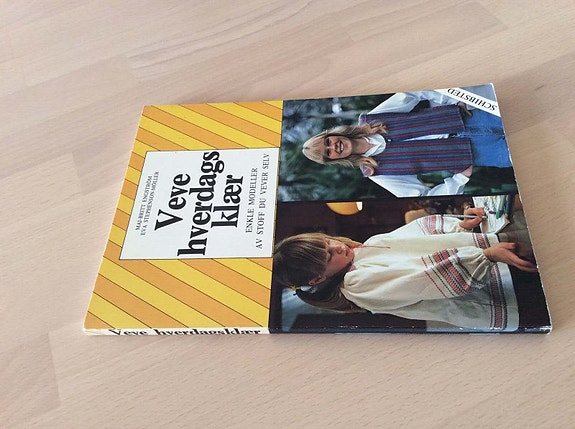 MAJ-BRITT ENGSTRÖM
EVA STEPHENSON-MÖLLER
Veve
hverdags
klær
ENKLE MODELLER
AV STOFF DU VEVER SELV
SCHIBSTED
Veve hverdagsklær